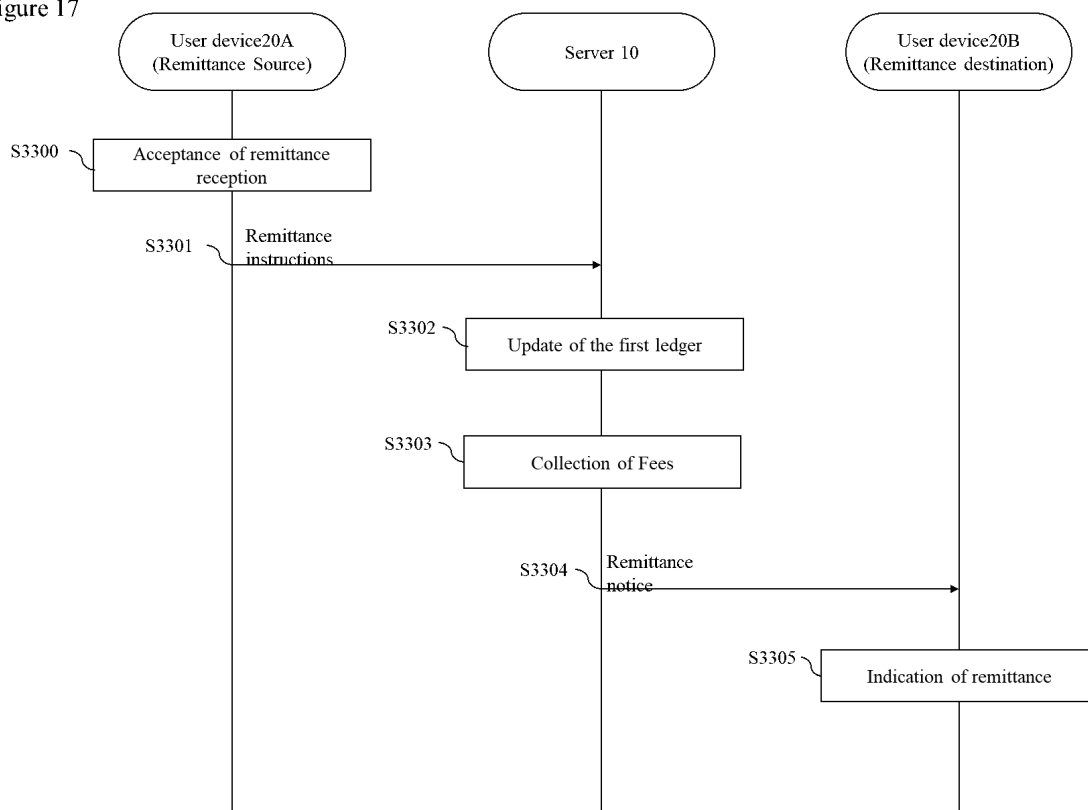 igure 17
User device20A
(Remittance Source)
Server 10
User device20B
(Remittance destination)
S3300
Acceptance of remittance
reception
S3301
Remittance
instructions
S3302
Update of the first ledger
S3303
Collection of Fees
S3304
Remittance
notice
S3305
Indication of remittance